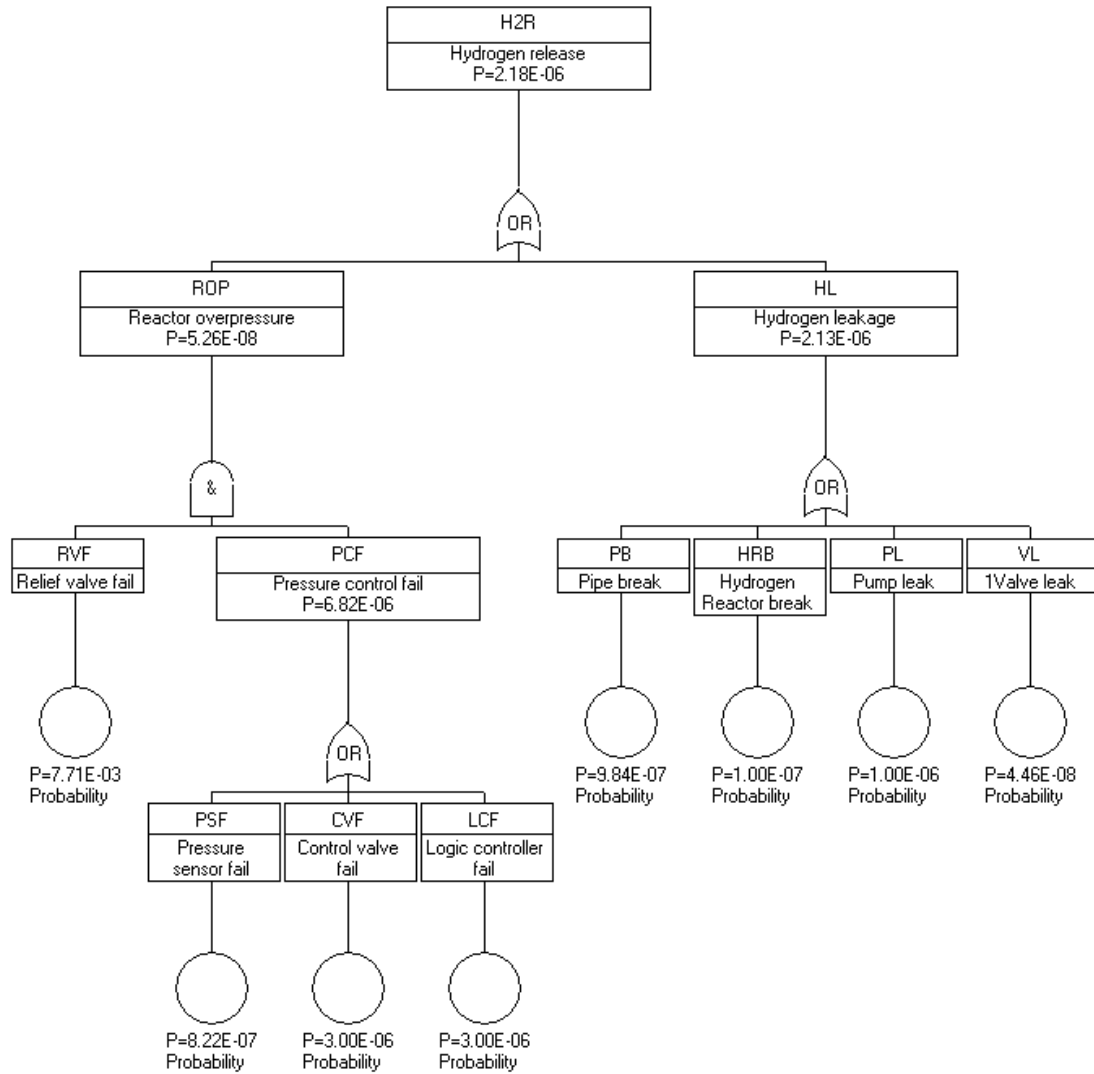 H2R
Hydrogen release
P=2.18E-06
OR
ROP
Reactor overpressure
P=5.26E-08
HL
Hydrogen leakage
P=2.13E-06
&
OR
RVF
Relief valve fail
PCF
Pressure control fail
P=6.82E-06
PB
Pipe break
HRB
Hydrogen
Reactor break
PL
Pump leak
VL
1Valve leak
P=7.71E-03
Probability
OR
P=9.84E-07
Probability
P=1.00E-07
Probability
P=1.00E-06
Probability
P=4.46E-08
Probability
PSF
Pressure
sensor fail
CVF
Control valve
fail
LCF
Logic controller
fail
P=8.22E-07
Probability
P=3.00E-06
Probability
P=3.00E-06
Probability